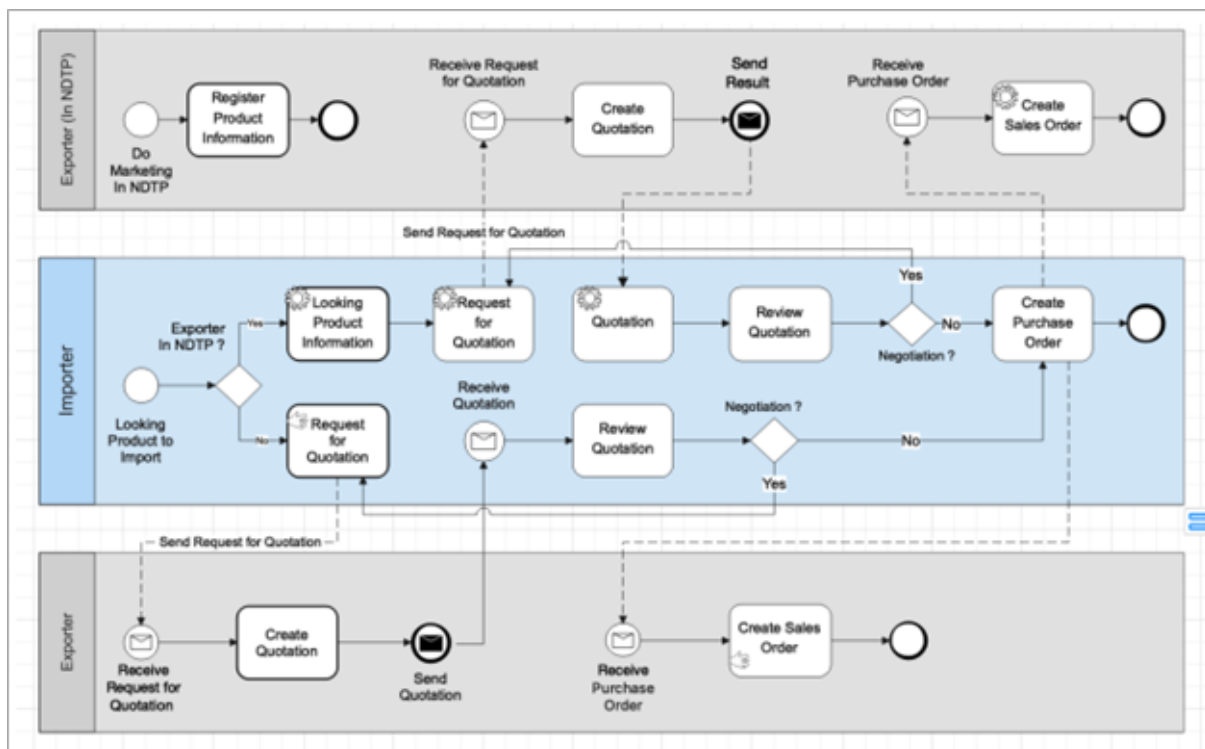 Exporter (In NDTP)
Do
Marketing
In NDTP
Register
Product
Information
Receive Request
for Quotation
Create
Quotation
Send
Result
Receive
Purchase Order
Create
Sales Order
Send Request for Quotation
Importer
Looking
Product to
Import
Exporter
In NDTP ?
Yes
No
Looking
Product
Information
Request
for
Quotation
Quotation
Review
Quotation
Yes
No
Negotiation ?
Create
Purchase
Order
Request
for
Quotation
Receive
Quotation
Review
Quotation
Negotiation ?
No
Yes
Send Request for Quotation
Exporter
Receive
Request for
Quotation
Create
Quotation
Send
Quotation
Receive
Purchase
Order
Create Sales
Order